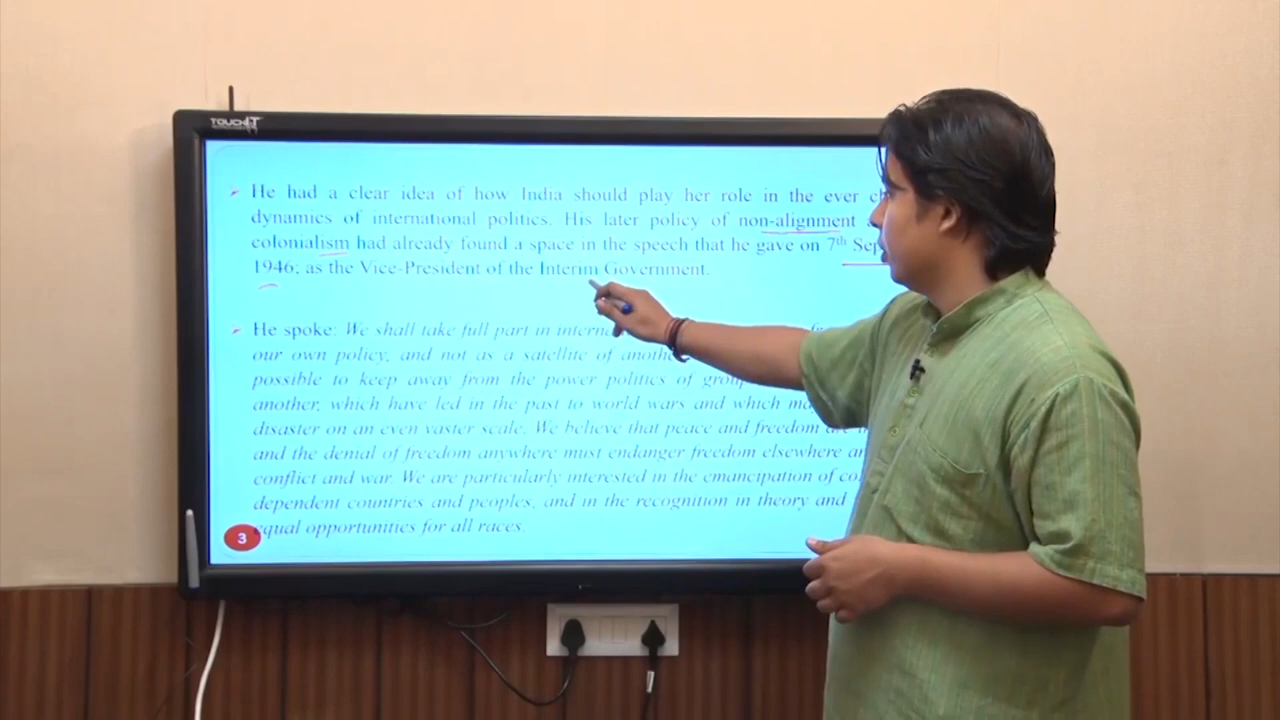 TOUCHIT
He had a clear idea of how India should play her role in the ever
dynamics of international politics. His later policy of non-alignment
colonialism had already found a space in the speech that he gave on 7th Sep
1946; as the Vice-President of the Interim Government.
He spoke: We shall take full part in
our own policy, and not as a satellite of
possible to keep away from the power politics of
another, which have led in the past to world wars and which
disaster on an even vaster scale. We believe that peace and freedom are
and the denial of freedom anywhere must endanger freedom elsewhere
conflict and war. We are particularly interested in the emancipation of
dependent countries and peoples, and in the recognition in theory and
equal opportunities for all races.
3